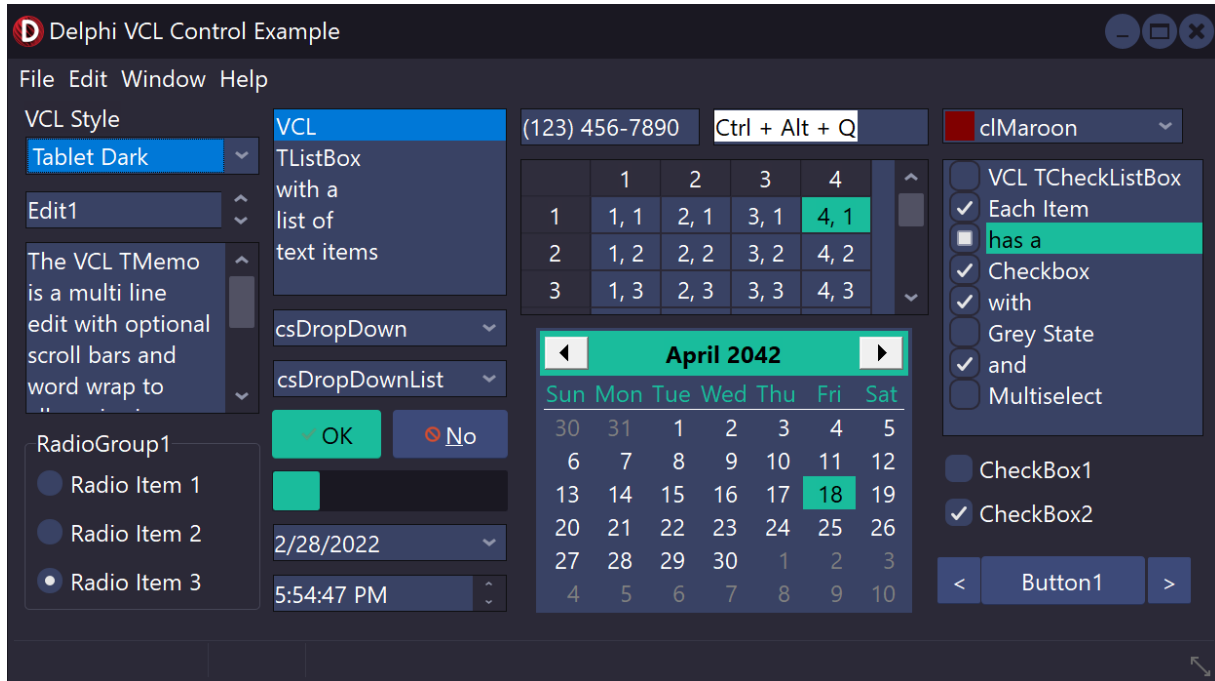 Delphi VCL Control Example
File Edit Window Help
VCL Style
Tablet Dark
Edit1
The VCL TMemo
is a multi line
edit with optional
scroll bars and
word wrap to
RadioGroup1
Radio Item 1
Radio Item 2
Radio Item 3
VCL
TListBox
with a
list of
text items
csDropDown
csDropDownList
OK
No
2/28/2022
5:54:47 PM
(123) 456-7890
Ctrl + Alt + Q
1 2 3 4
1 1, 1 2, 1 3, 1 4, 1
2 1, 2 2, 2 3, 2 4, 2
3 1, 3 2, 3 3, 3 4, 3
April 2042
Sun Mon Tue Wed Thu Fri Sat
30 31 1 2 3 4 5
6 7 8 9 10 11 12
13 14 15 16 17 18 19
20 21 22 23 24 25 26
27 28 29 30 1 2 3
4 5 6 7 8 9 10
clMaroon
VCL TCheckListBox
Each Item
has a
Checkbox
with
Grey State
and
Multiselect
CheckBox1
CheckBox2
< Button1 >